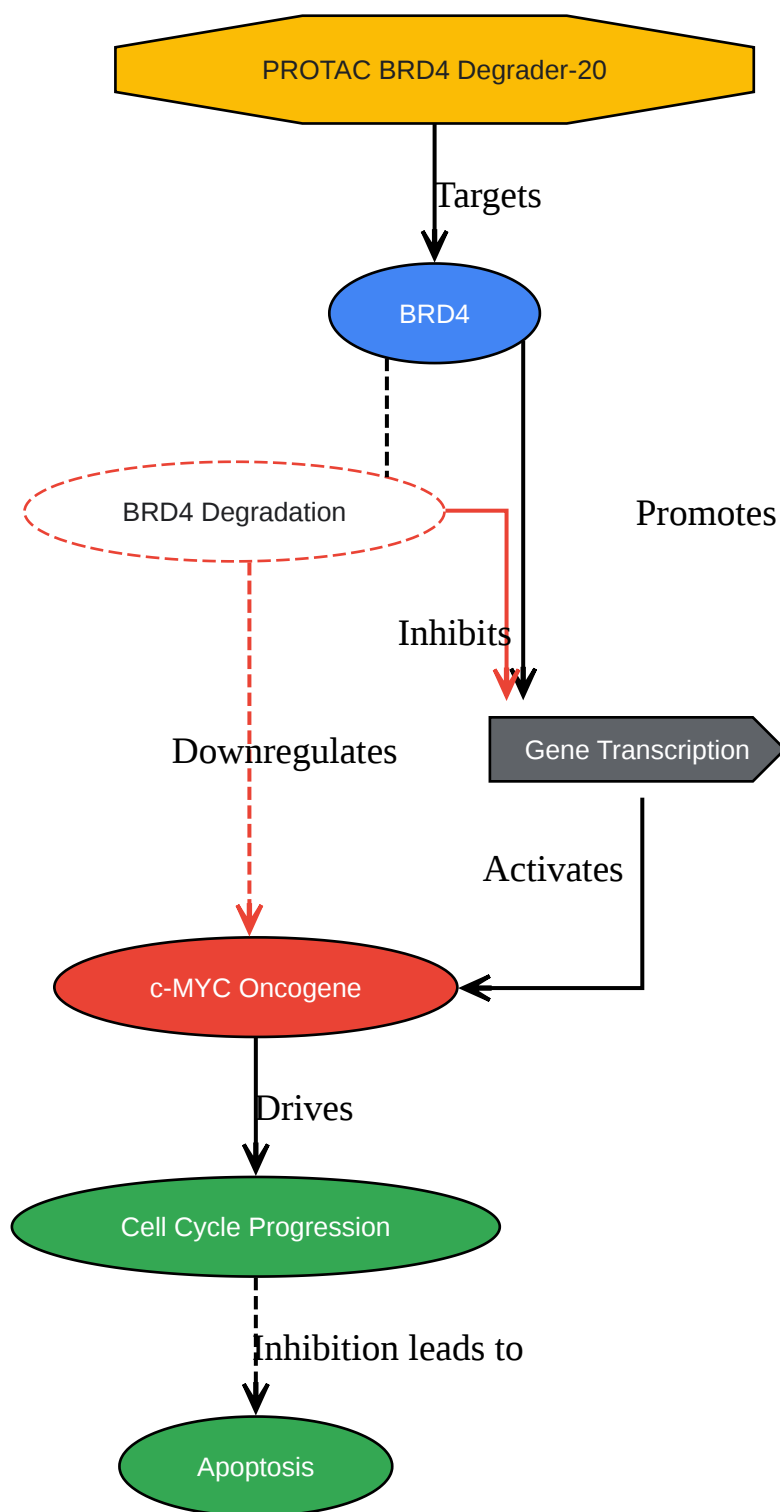 PROTAC BRD4 Degrader-20
Targets
BRD4
BRD4 Degradation
Promotes
Inhibits
Downregulates
Gene Transcription
Activates
c-MYC Oncogene
Drives
Cell Cycle Progression
Inhibition leads to
Apoptosis